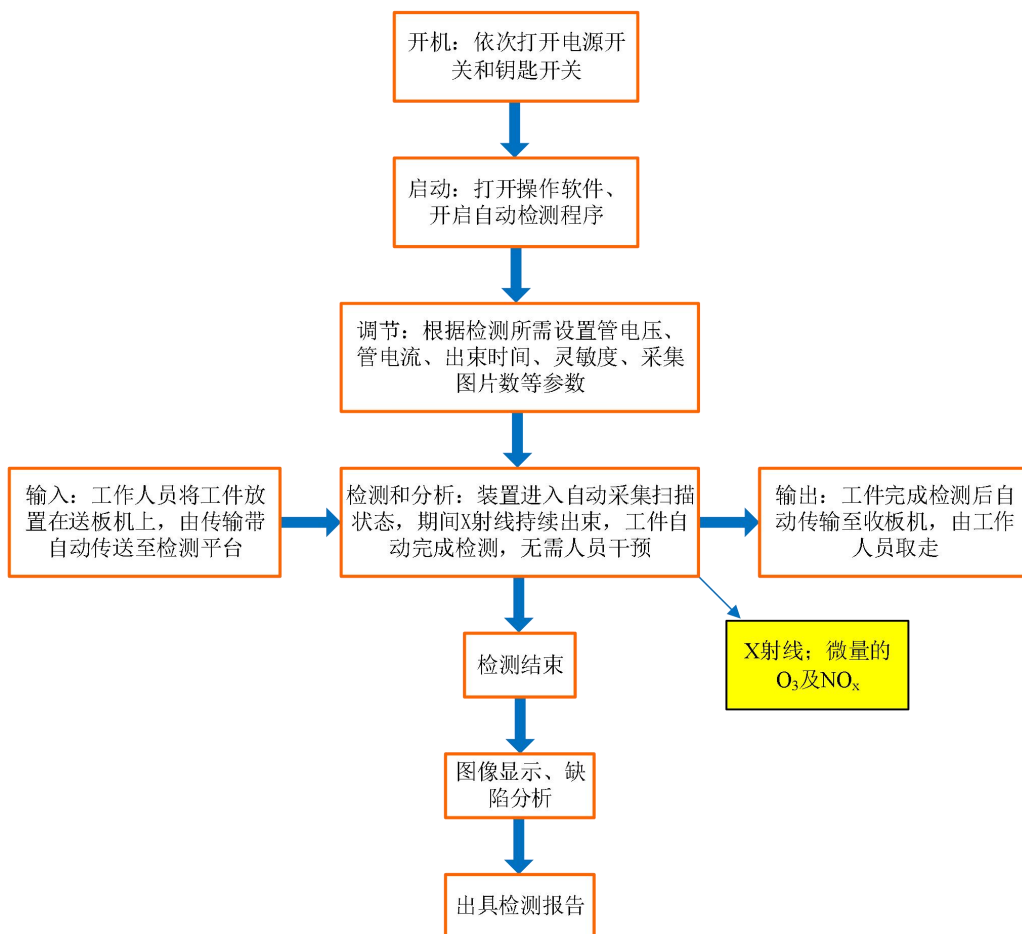 开机：依次打开电源开
关和钥匙开关
启动：打开操作软件、
开启自动检测程序
调节：根据检测所需设置管电压、
管电流、出束时间、灵敏度、采集
图片数等参数
输入：工作人员将工件放
置在送板机上，由传输带
自动传送至检测平台
检测和分析：装置进入自动采集扫描
状态，期间X射线持续出束，工件自
动完成检测，无需人员干预
输出：工件完成检测后自
动传输至收板机，由工作
人员取走
X射线；微量的
O₃及NOₓ
检测结束
图像显示、缺
陷分析
出具检测报告